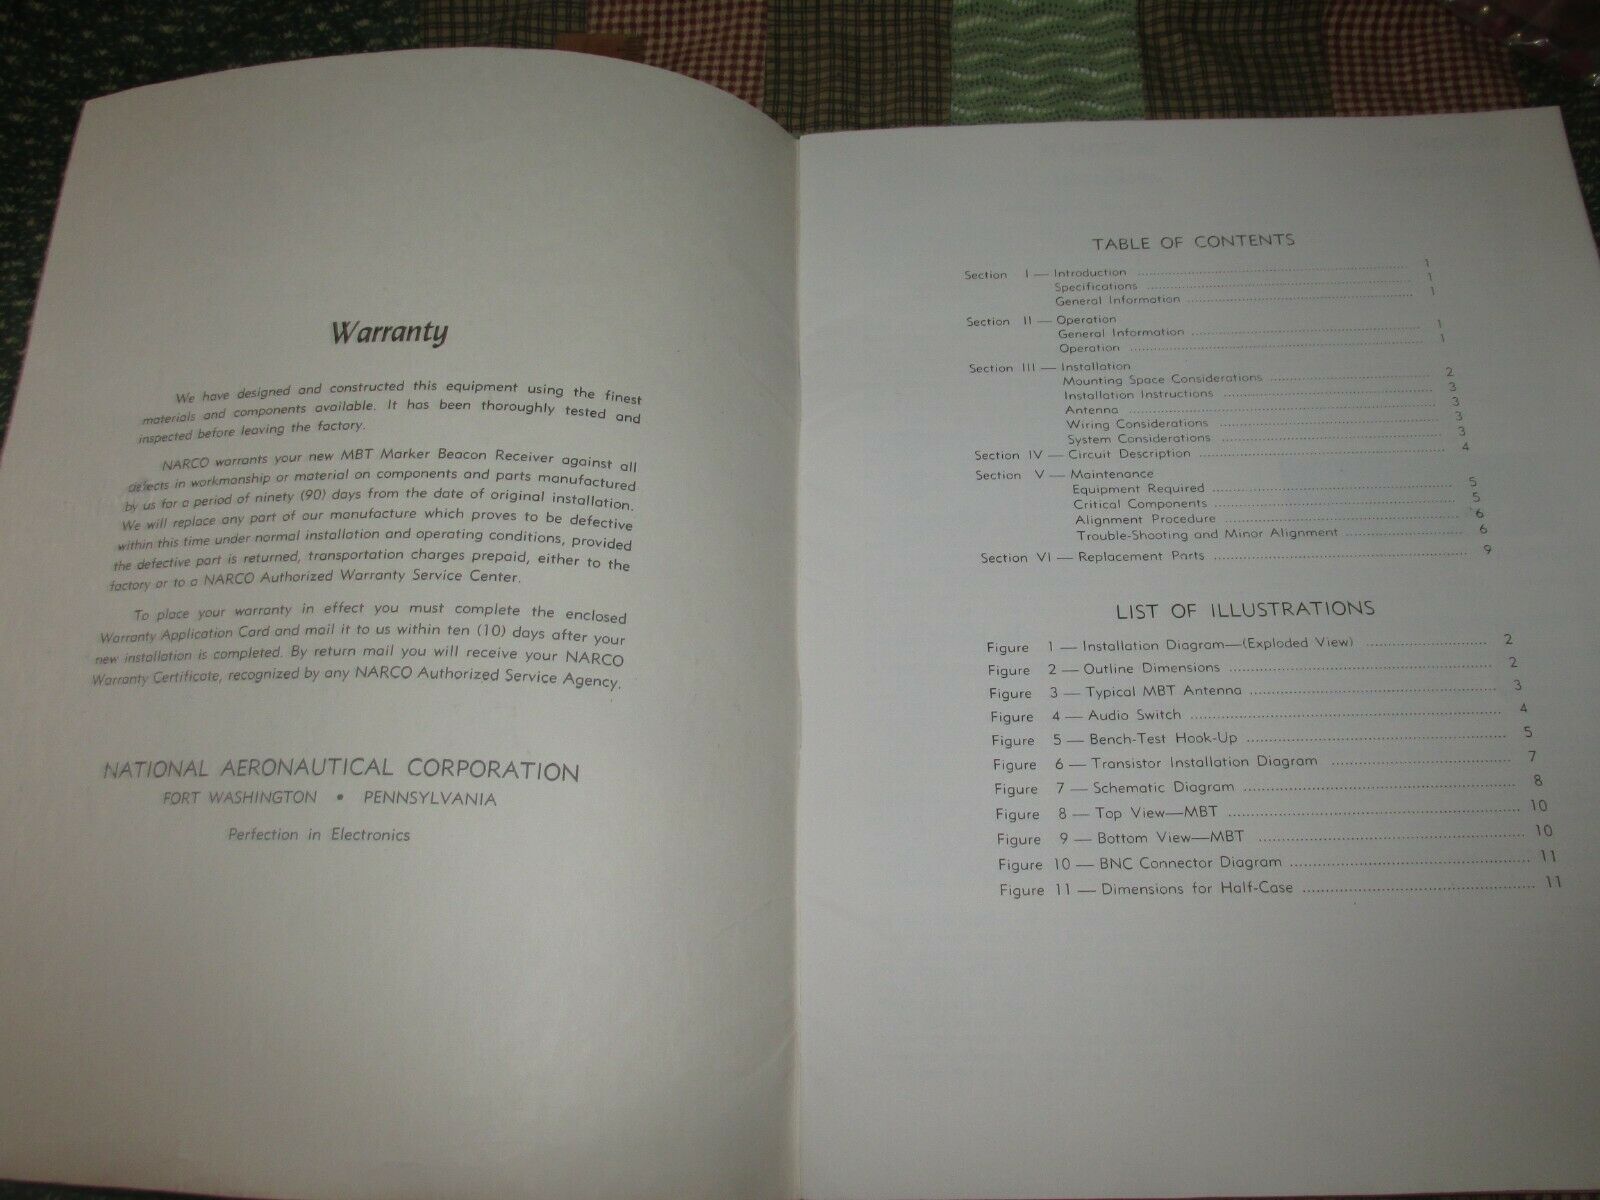 Warranty
We have designed and constructed this equipment using the finest
materials and components available. It has been thoroughly tested and
inspected before leaving the factory.
NARCO warrants your new MBT Marker Beacon Receiver against all
defects in workmanship or material on components and parts manufactured
by us for a period of ninety (90) days from the date of original installation.
We will replace any part of our manufacture which proves to be defective
within this time under normal installation and operating conditions, provided
the defective part is returned, transportation charges prepaid, either to the
factory or to a NARCO Authorized Warranty Service Center.
To place your warranty in effect you must complete the enclosed
Warranty Application Card and mail it to us within ten (10) days after your
new installation is completed. By return mail you will receive your NARCO
Warranty Certificate, recognized by any NARCO Authorized Service Agency.
NATIONAL AERONAUTICAL CORPORATION
FORT WASHINGTON • PENNSYLVANIA
Perfection in Electronics
TABLE OF CONTENTS
Section I — Introduction ........ 1
Specifications ........ 1
General Information ........ 1
Section II — Operation
General Information ........ 1
Operation ........ 1
Section III — Installation
Mounting Space Considerations ........ 2
Installation Instructions ........ 3
Antenna ........ 3
Wiring Considerations ........ 3
System Considerations ........ 3
Section IV — Circuit Description ........ 4
Section V — Maintenance
Equipment Required ........ 5
Critical Components ........ 5
Alignment Procedure ........ 6
Trouble-Shooting and Minor Alignment ........ 6
Section VI — Replacement Parts ........ 9
LIST OF ILLUSTRATIONS
Figure 1 — Installation Diagram—(Exploded View) ........ 2
Figure 2 — Outline Dimensions ........ 2
Figure 3 — Typical MBT Antenna ........ 3
Figure 4 — Audio Switch ........ 4
Figure 5 — Bench-Test Hook-Up ........ 5
Figure 6 — Transistor Installation Diagram ........ 7
Figure 7 — Schematic Diagram ........ 8
Figure 8 — Top View—MBT ........ 10
Figure 9 — Bottom View—MBT ........ 10
Figure 10 — BNC Connector Diagram ........ 11
Figure 11 — Dimensions for Half-Case ........ 11